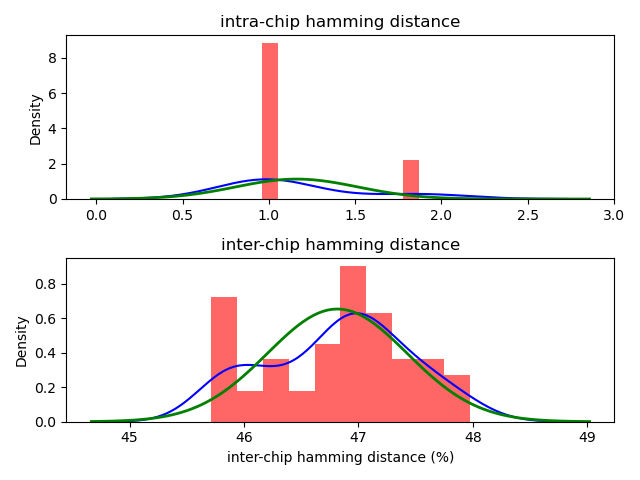 intra-chip hamming distance
Density
8
6
4
2
0
0.0 0.5 1.0 1.5 2.0 2.5 3.0
inter-chip hamming distance
Density
0.8
0.6
0.4
0.2
0.0
45 46 47 48 49
inter-chip hamming distance (%)